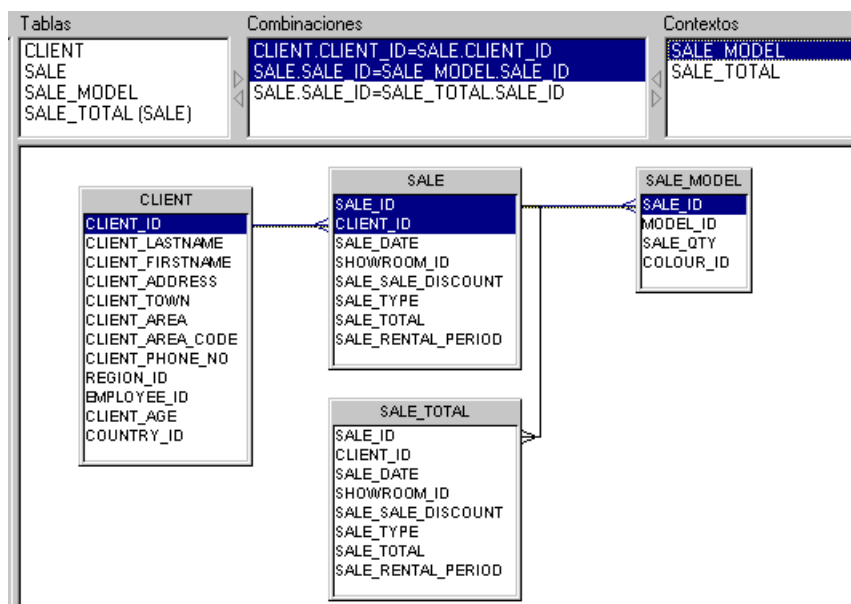 Tablas
CLIENT
SALE
SALE_MODEL
SALE_TOTAL (SALE)
Combinaciones
CLIENT.CLIENT_ID=SALE.CLIENT_ID
SALE.SALE_ID=SALE_MODEL.SALE_ID
SALE.SALE_ID=SALE_TOTAL.SALE_ID
Contextos
SALE_MODEL
SALE_TOTAL
CLIENT
CLIENT_ID
CLIENT_LASTNAME
CLIENT_FIRSTNAME
CLIENT_ADDRESS
CLIENT_TOWN
CLIENT_AREA
CLIENT_AREA_CODE
CLIENT_PHONE_NO
REGION_ID
EMPLOYEE_ID
CLIENT_AGE
COUNTRY_ID
SALE
SALE_ID
CLIENT_ID
SALE_DATE
SHOWROOM_ID
SALE_SALE_DISCOUNT
SALE_TYPE
SALE_TOTAL
SALE_RENTAL_PERIOD
SALE_MODEL
SALE_ID
MODEL_ID
SALE_QTY
COLOUR_ID
SALE_TOTAL
SALE_ID
CLIENT_ID
SALE_DATE
SHOWROOM_ID
SALE_SALE_DISCOUNT
SALE_TYPE
SALE_TOTAL
SALE_RENTAL_PERIOD